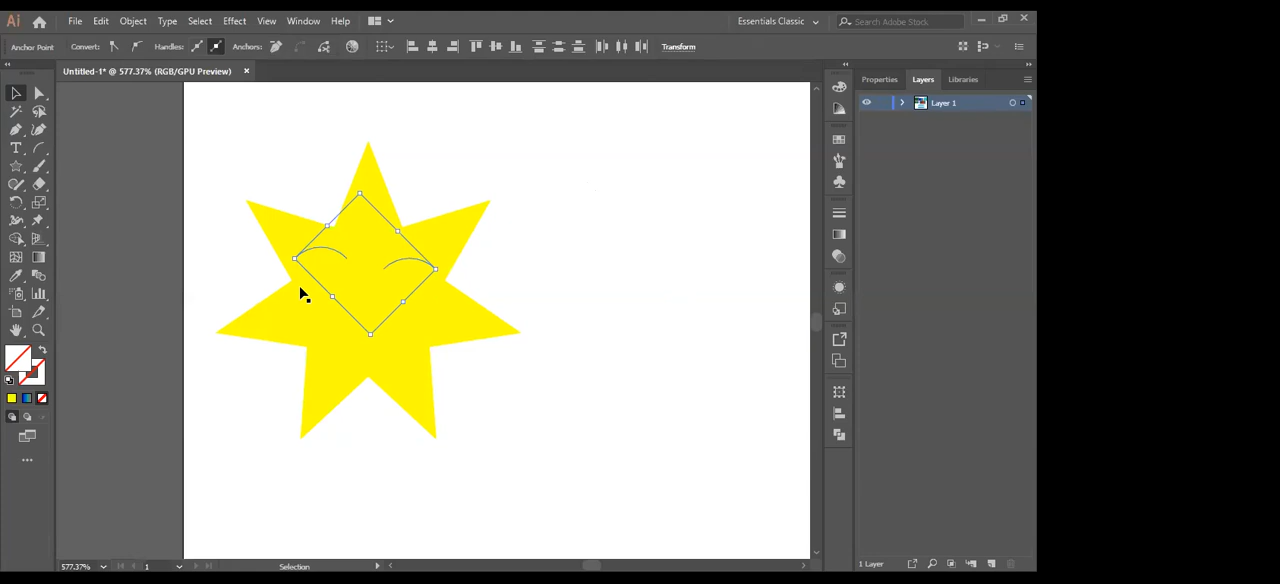 Ai File Edit Object Type Select Effect View Window Help Essentials Classic Search Adobe Stock
Anchor Point Convert: Handles: Anchors: Transform
Untitled-1* @ 577.37% (RGB/GPU Preview) ×
Properties Layers Libraries
Layer 1
T
577.37% 1 Selection 1 Layer